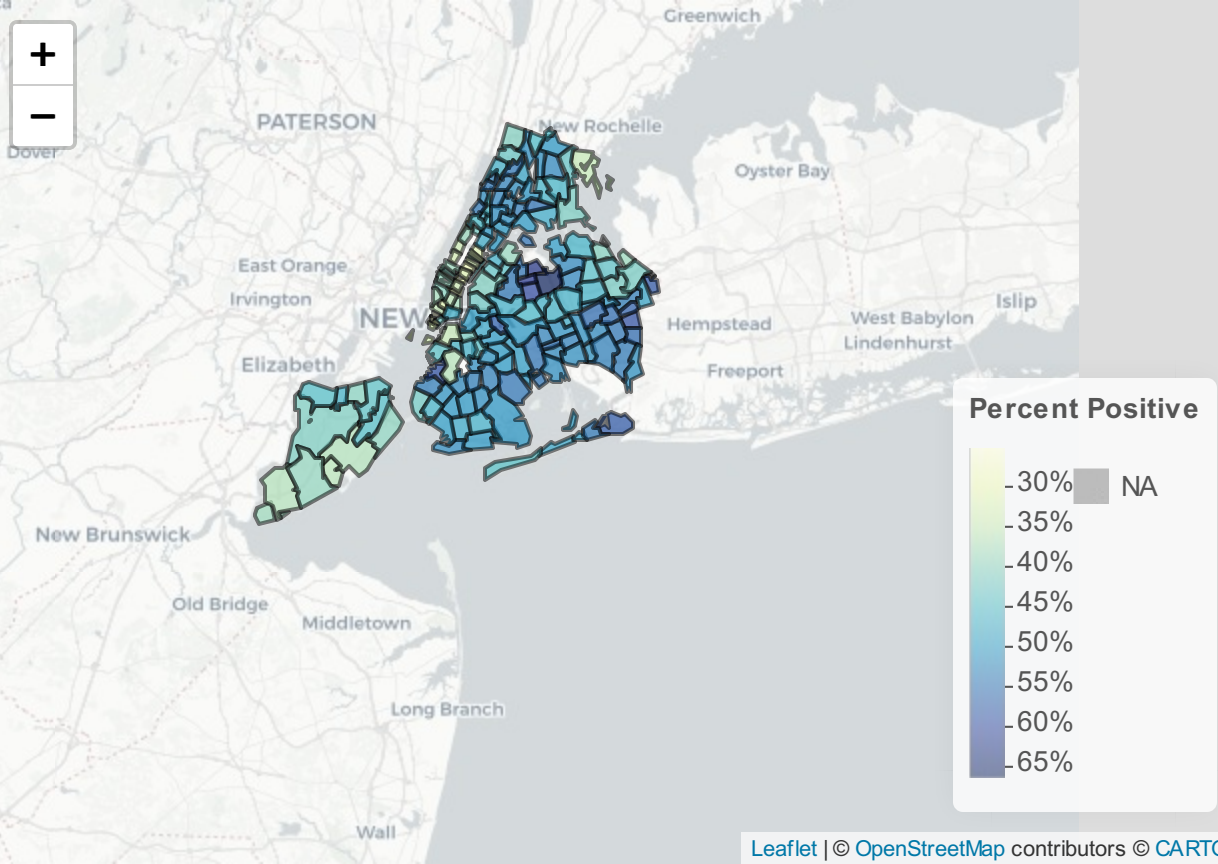 Greenwich
+
−
PATERSON
New Rochelle
Dover
Oyster Bay
East Orange
Irvington
NEW
Islip
West Babylon
Hempstead
Lindenhurst
Elizabeth
Freeport
Percent Positive
30%
NA
35%
40%
45%
50%
55%
60%
65%
New Brunswick
Old Bridge
Middletown
Long Branch
Wall
Leaflet | © OpenStreetMap contributors © CARTO